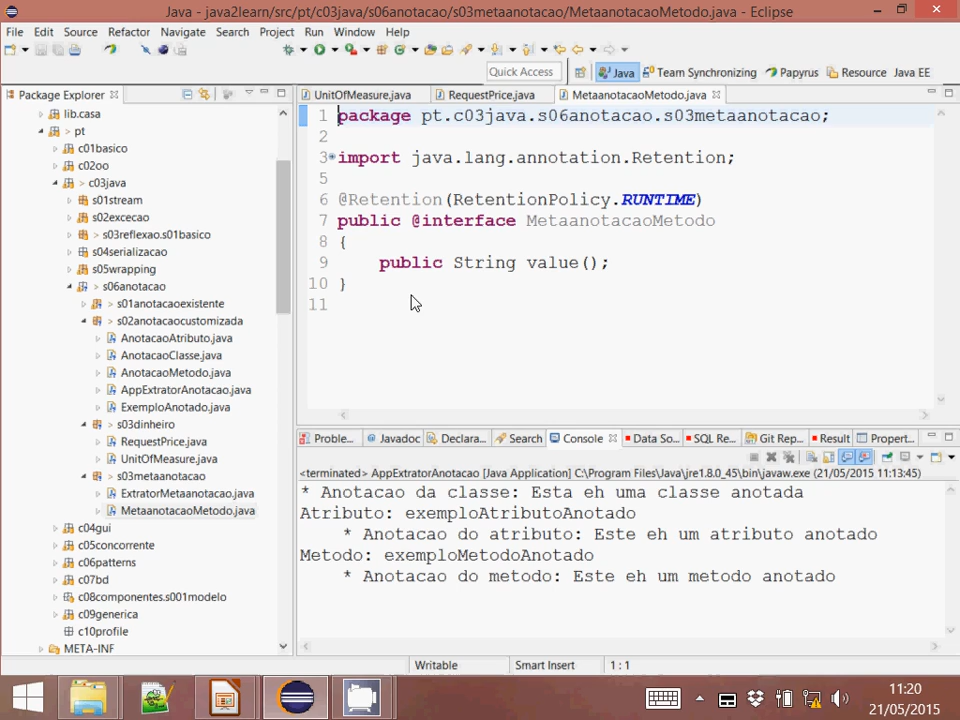 Java - java2learn/src/pt/c03java/s06anotacao/s03metaanotacao/MetaanotacaoMetodo.java - Eclipse
File Edit Source Refactor Navigate Search Project Run Window Help
Quick Access
Java
Team Synchronizing
Papyrus
Resource
Java EE
Package Explorer
lib.casa
> pt
c01basico
c02oo
> c03java
s01stream
s02excecao
> s03reflexao.s01basico
s04serializacao
s05wrapping
> s06anotacao
> s01anotacaoexistente
> s02anotacaocustomizada
AnotacaoAtributo.java
AnotacaoClasse.java
AnotacaoMetodo.java
AppExtratorAnotacao.java
ExemploAnotado.java
> s03dinheiro
RequestPrice.java
UnitOfMeasure.java
> s03metaanotacao
ExtratorMetaanotacao.java
MetaanotacaoMetodo.java
c04gui
c05concorrente
c06patterns
c07bd
c08componentes.s001modelo
c09generica
c10profile
META-INF
UnitOfMeasure.java
RequestPrice.java
MetaanotacaoMetodo.java
1 package pt.c03java.s06anotacao.s03metaanotacao;
2
3 import java.lang.annotation.Retention;
5
6 @Retention(RetentionPolicy.RUNTIME)
7 public @interface MetaanotacaoMetodo
8 {
9 public String value();
10 }
11
Proble...
@ Javadoc
Declara...
Search
Console
Data So...
SQL Re...
Git Rep...
Result
Propert...
<terminated> AppExtratorAnotacao [Java Application] C:\Program Files\Java\jre1.8.0_45\bin\javaw.exe (21/05/2015 11:13:45)
* Anotacao da classe: Esta eh uma classe anotada
Atributo: exemploAtributoAnotado
* Anotacao do atributo: Este eh um atributo anotado
Metodo: exemploMetodoAnotado
* Anotacao do metodo: Este eh um metodo anotado
Writable
Smart Insert
1 : 1
11:20
21/05/2015